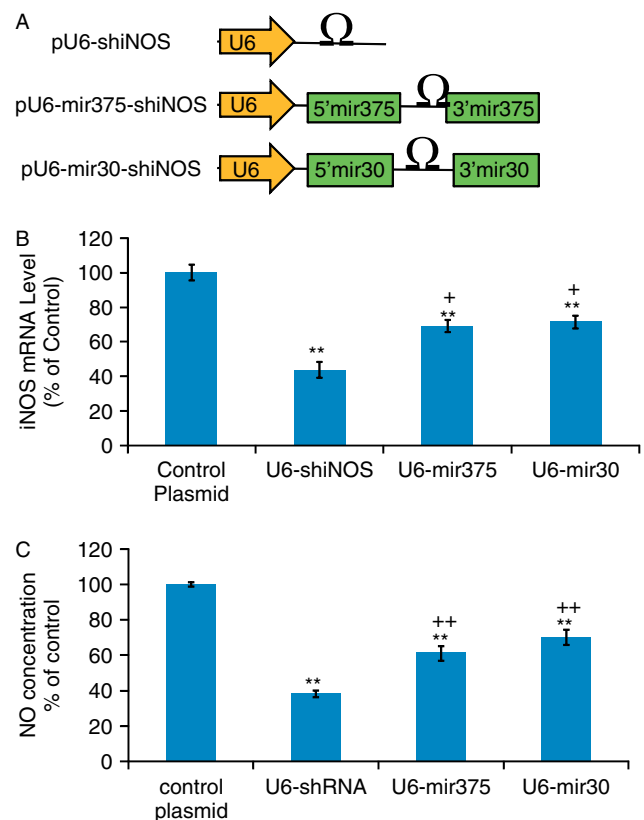 A
pU6-shiNOS
U6
pU6-mir375-shiNOS
U6
5'mir375
3'mir375
pU6-mir30-shiNOS
U6
5'mir30
3'mir30
B
iNOS mRNA Level
(% of Control)
120
100
80
60
40
20
0
**
+
**
+
**
Control
Plasmid
U6-shiNOS
U6-mir375
U6-mir30
C
NO concentration
% of control
120
100
80
60
40
20
0
**
++
**
++
**
control
plasmid
U6-shRNA
U6-mir375
U6-mir30